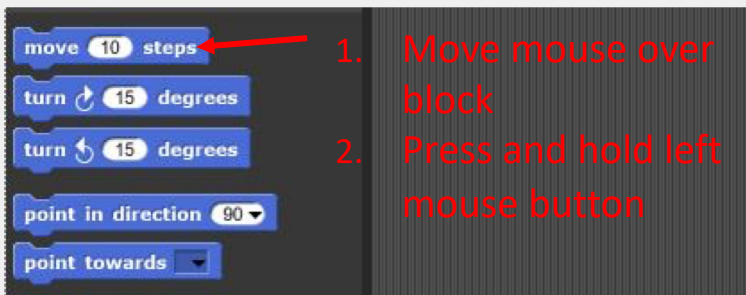 move 10 steps
turn 15 degrees
turn 15 degrees
point in direction 90
point towards
1. Move mouse over
block
2. Press and hold left
mouse button